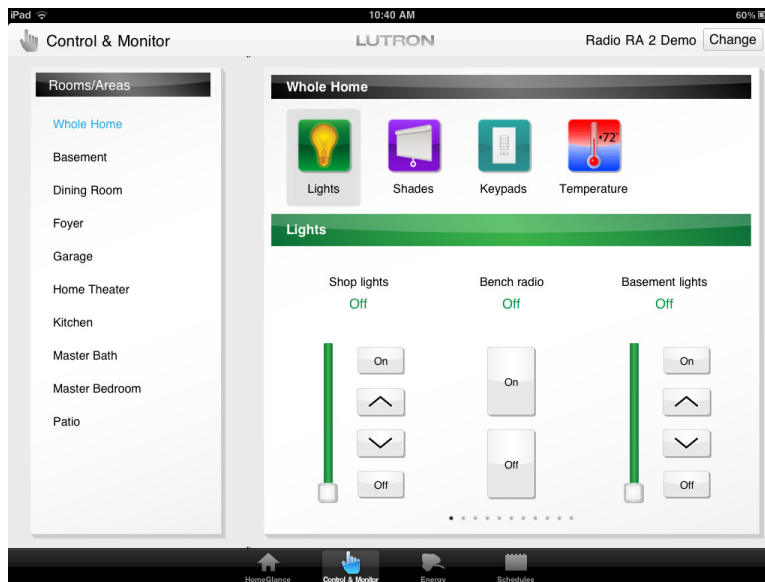 iPad 10:40 AM 60%
Control & Monitor LUTRON Radio RA 2 Demo Change
Rooms/Areas
Whole Home
Basement
Dining Room
Foyer
Garage
Home Theater
Kitchen
Master Bath
Master Bedroom
Patio
Whole Home
72°
Lights Shades Keypads Temperature
Lights
Shop lights Bench radio Basement lights
Off Off Off
On On On
Off Off Off
HomeGlance Control & Monitor Energy Schedules